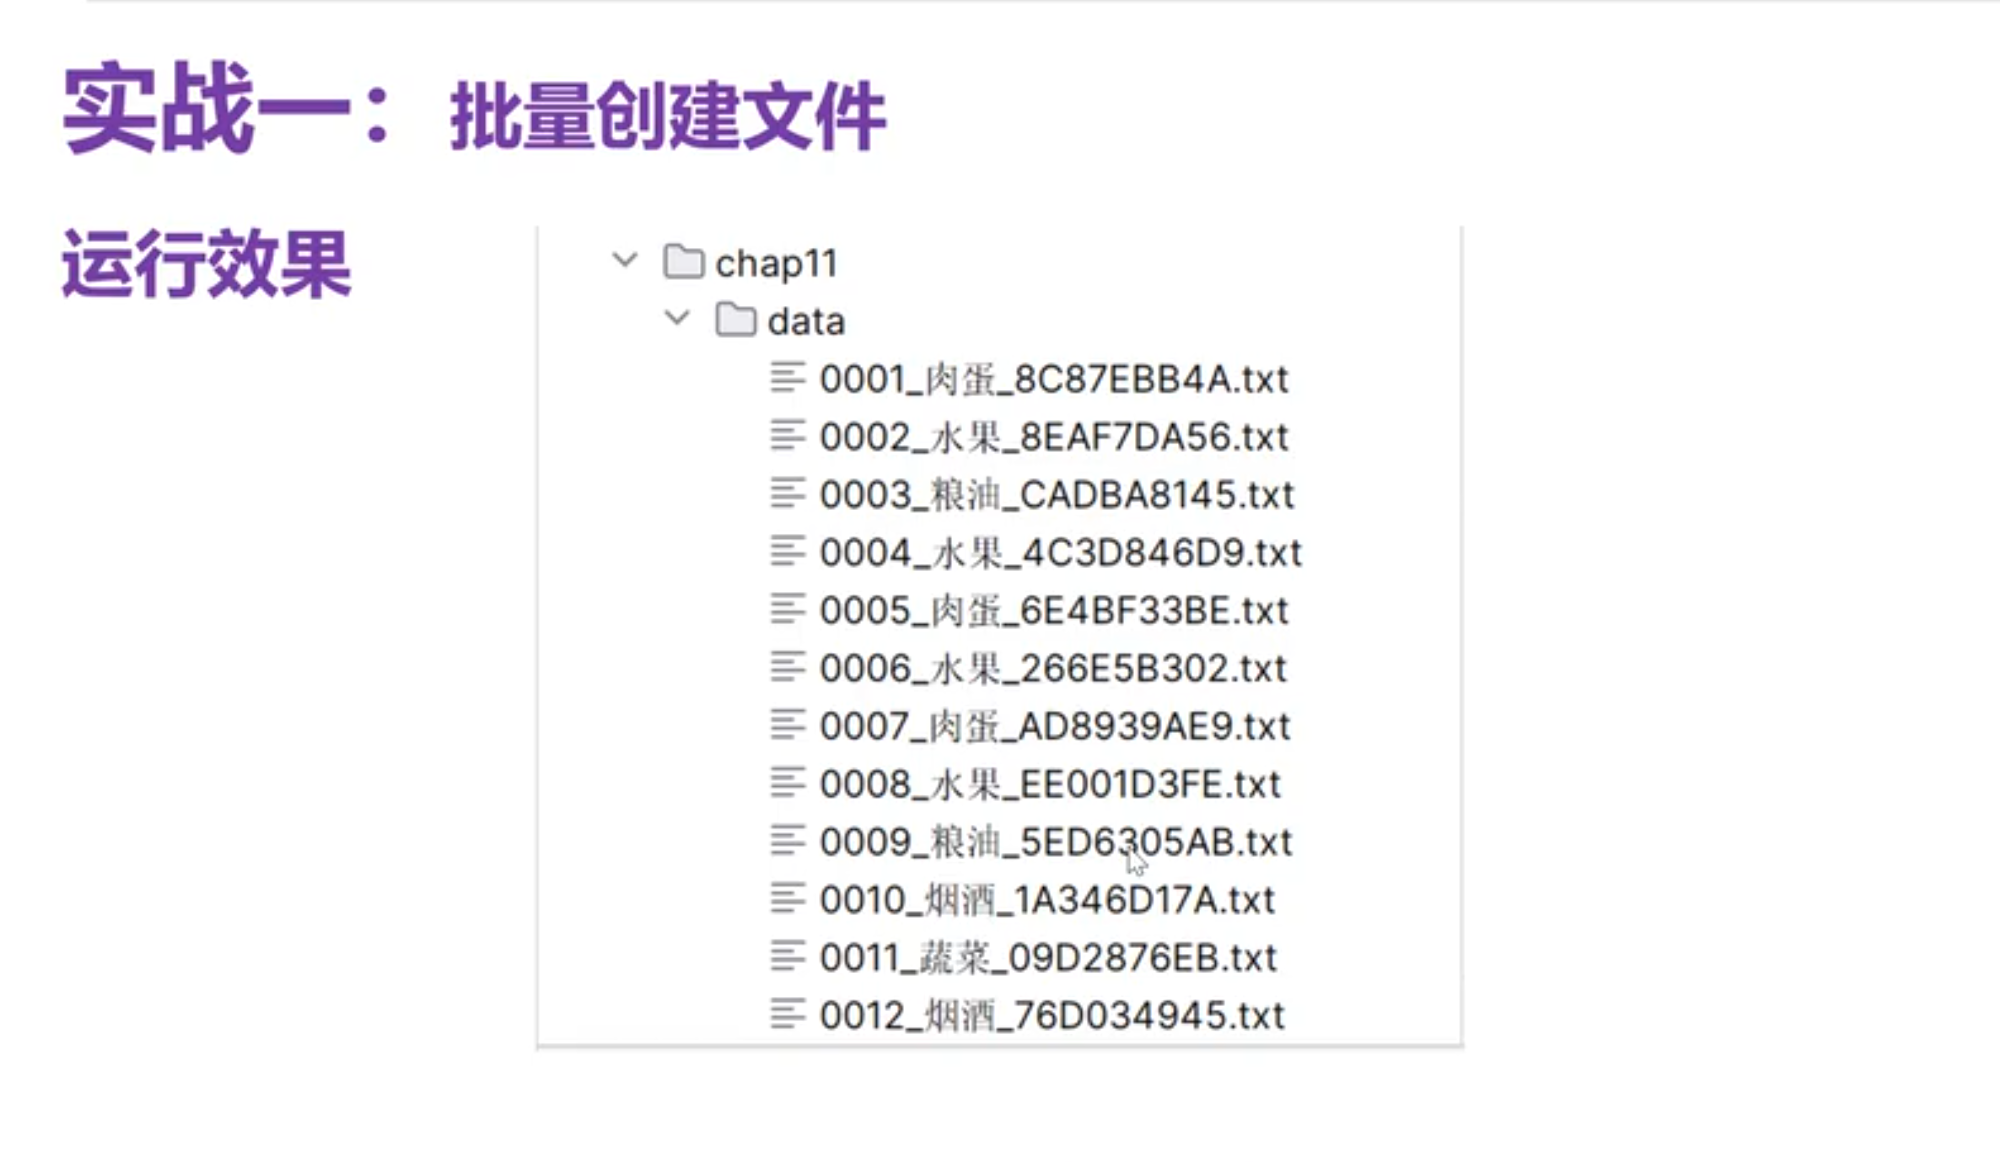 实战一：批量创建文件
运行效果
chap11
data
0001_肉蛋_8C87EBB4A.txt
0002_水果_8EAF7DA56.txt
0003_粮油_CADBA8145.txt
0004_水果_4C3D846D9.txt
0005_肉蛋_6E4BF33BE.txt
0006_水果_266E5B302.txt
0007_肉蛋_AD8939AE9.txt
0008_水果_EE001D3FE.txt
0009_粮油_5ED6305AB.txt
0010_烟酒_1A346D17A.txt
0011_蔬菜_09D2876EB.txt
0012_烟酒_76D034945.txt